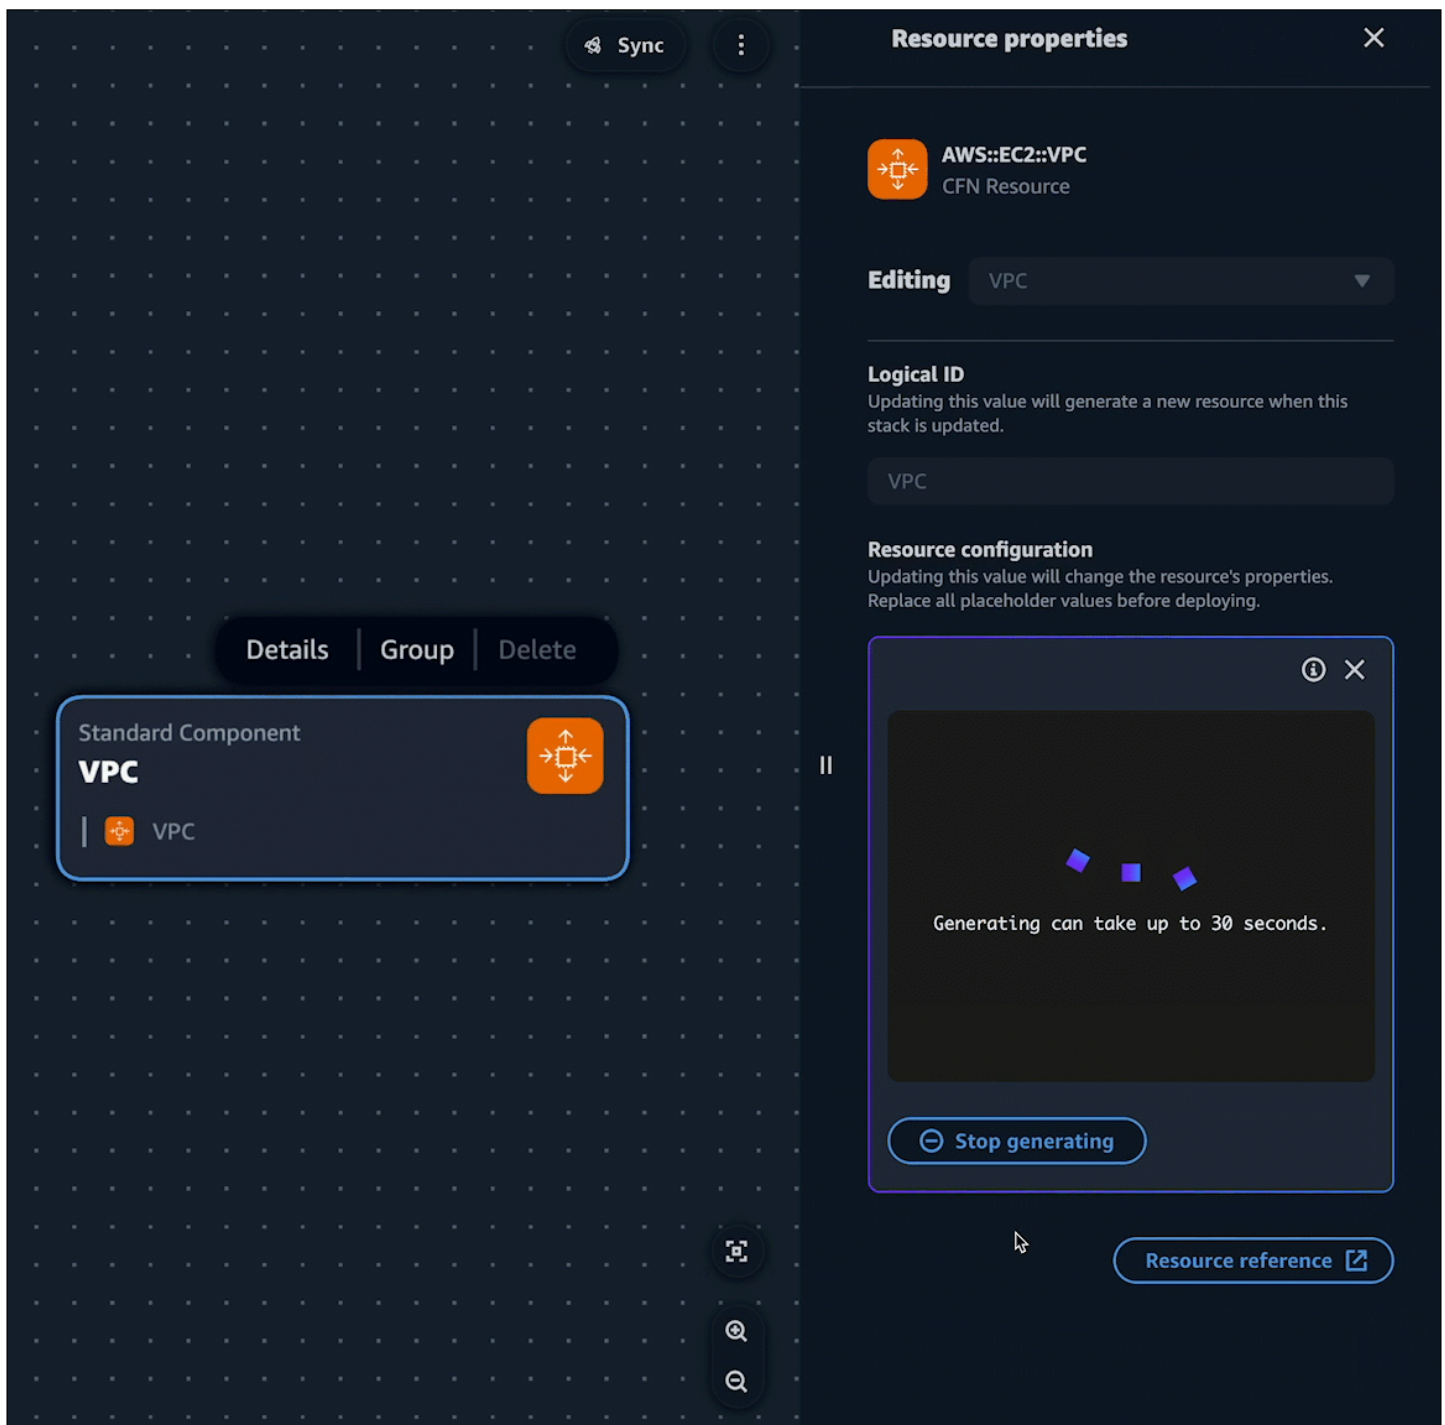 Sync
Resource properties
AWS::EC2::VPC
CFN Resource
Editing
VPC
Logical ID
Updating this value will generate a new resource when this
stack is updated.
VPC
Resource configuration
Updating this value will change the resource's properties.
Replace all placeholder values before deploying.
Details
Group
Delete
Standard Component
VPC
VPC
Generating can take up to 30 seconds.
Stop generating
Resource reference